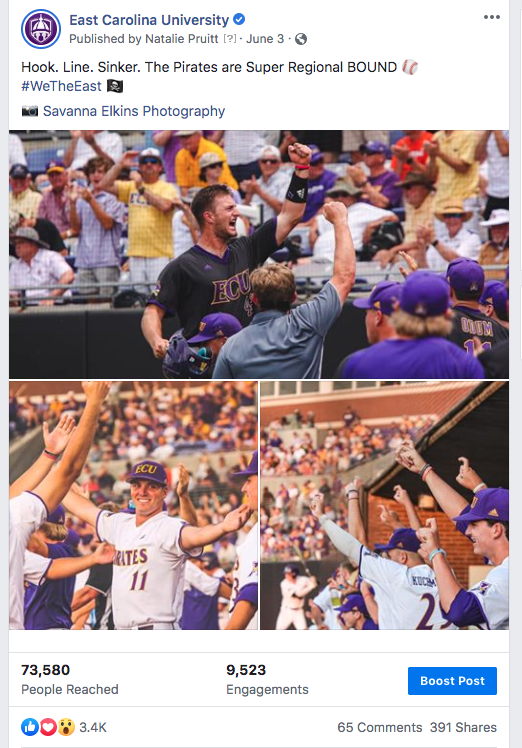 East Carolina University
Published by Natalie Pruitt [?] · June 3 ·
Hook. Line. Sinker. The Pirates are Super Regional BOUND ⚾
#WeTheEast 🏴‍☠️
📷 Savanna Elkins Photography
ECU
ODOM
ECU
11
2
73,580
9,523
Boost Post
People Reached
Engagements
3.4K
65 Comments 391 Shares